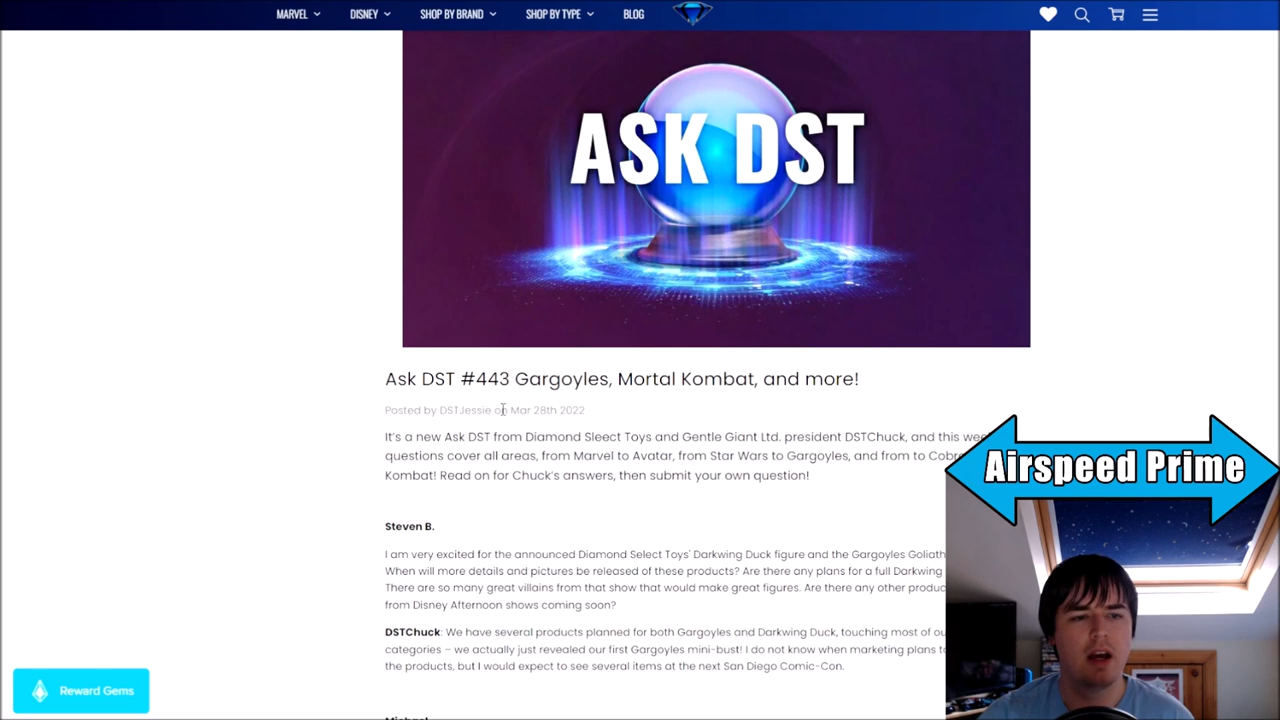 MARVEL DISNEY SHOP BY BRAND SHOP BY TYPE BLOG
ASK DST
Ask DST #443 Gargoyles, Mortal Kombat, and more!
Posted by DSTJessie on Mar 28th 2022
It's a new Ask DST from Diamond Sleect Toys and Gentle Giant Ltd. president DSTChuck, and this
questions cover all areas, from Marvel to Avatar, from Star Wars to Gargoyles, and from to
Kombat! Read on for Chuck's answers, then submit your own question!
Airspeed Prime
Steven B.
I am very excited for the announced Diamond Select Toys' Darkwing Duck figure and the Gargoyles Goliath
When will more details and pictures be released of these products? Are there any plans for a full Darkwing
There are so many great villains from that show that would make great figures. Are there any other
from Disney Afternoon shows coming soon?
DSTChuck: We have several products planned for both Gargoyles and Darkwing Duck, touching most of
categories – we actually just revealed our first Gargoyles mini-bust! I do not know when marketing plans
the products, but I would expect to see several items at the next San Diego Comic-Con.
Reward Gems